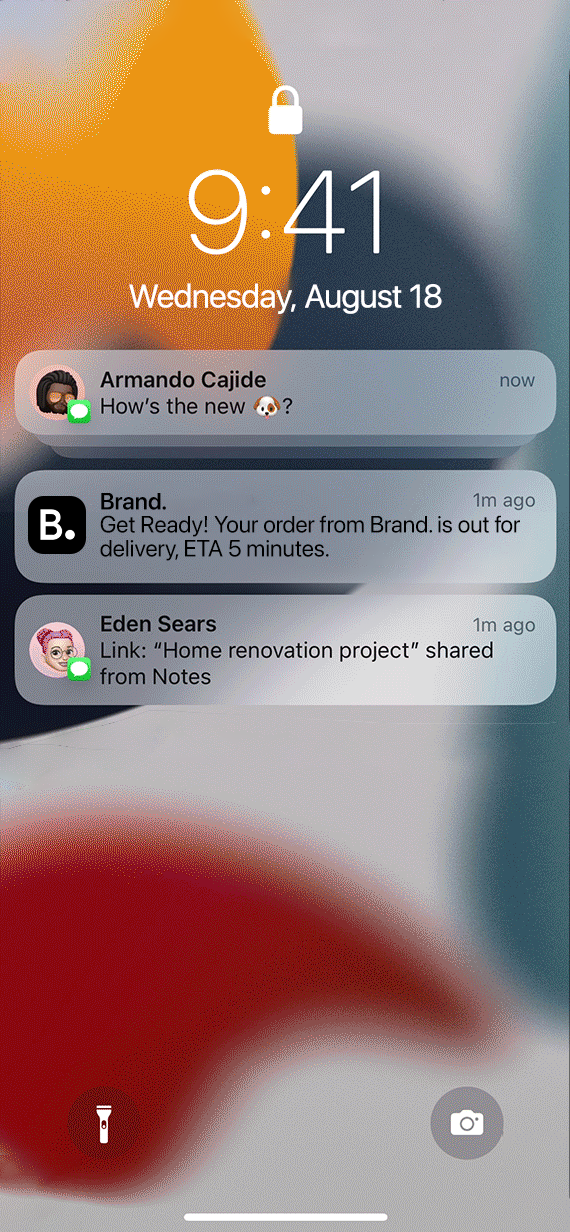 9:41
Wednesday, August 18
Armando Cajide
now
How's the new 🐶?
B.
Brand.
1m ago
Get Ready! Your order from Brand. is out for
delivery, ETA 5 minutes.
Eden Sears
1m ago
Link: “Home renovation project” shared
from Notes